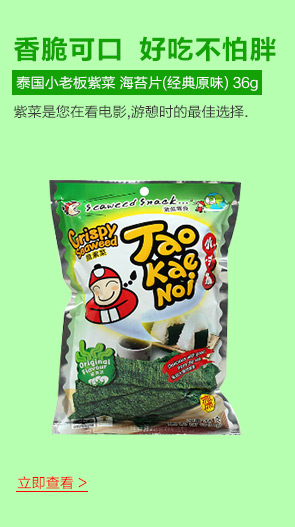 香脆可口 好吃不怕胖
泰国小老板紫菜 海苔片(经典原味) 36g
紫菜是您在看电影,游憩时的最佳选择.
Seaweed Snack...
Crispy
Seaweed
Tao
Kae
Noi
Original
Flavour
立即查看 >